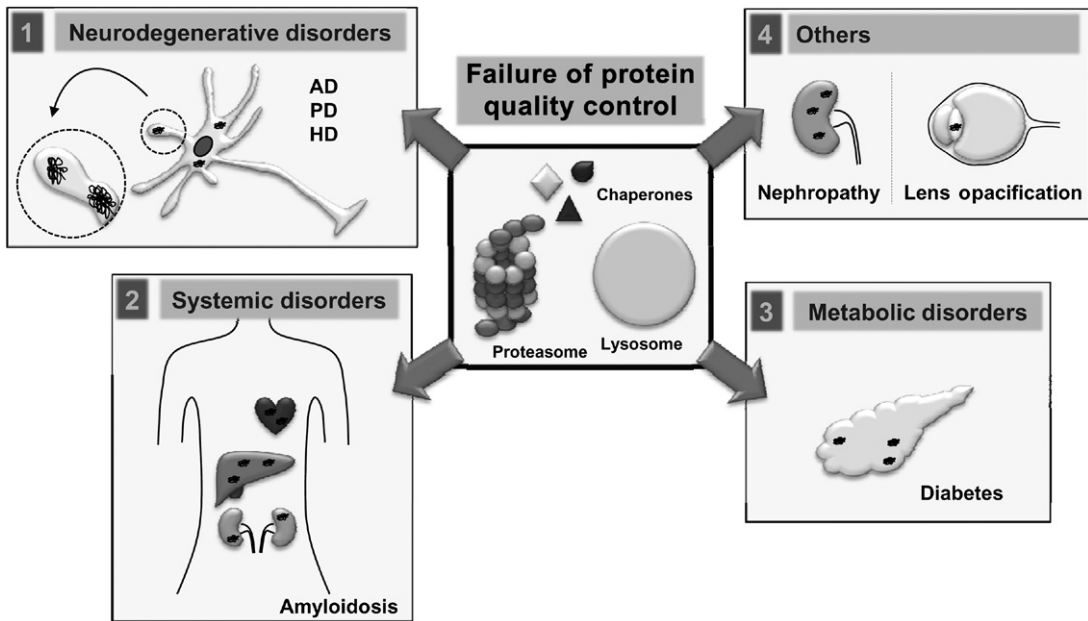 1 Neurodegenerative disorders
AD
PD
HD
Failure of protein
quality control
Chaperones
Proteasome
Lysosome
4 Others
Nephropathy
Lens opacification
2 Systemic disorders
Amyloidosis
3 Metabolic disorders
Diabetes